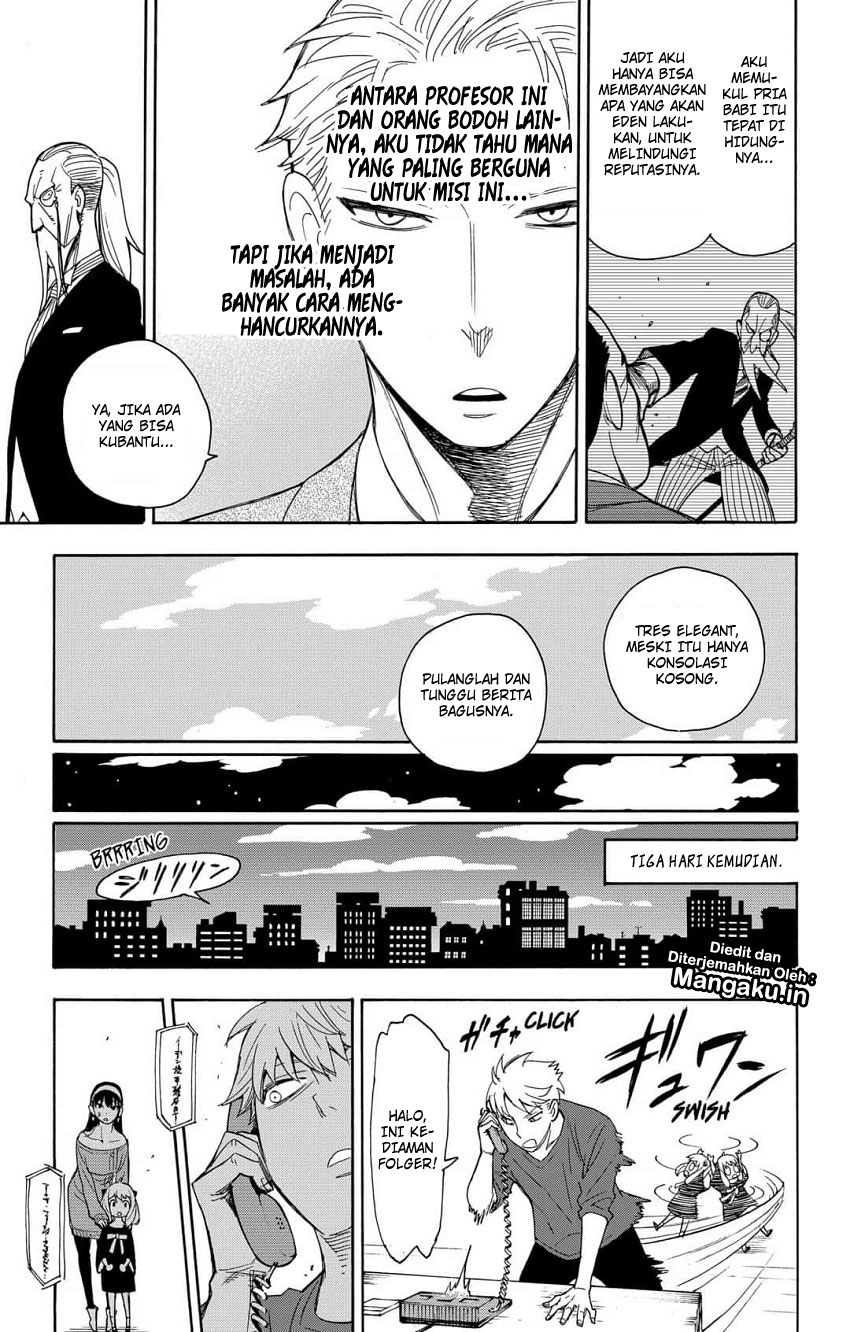 AKU
MEMU-
KUL PRIA
BABI ITU
TEPAT DI
HIDUNG-
NYA...
JADI AKU
HANYA BISA
MEMBAYANGKAN
APA YANG AKAN
EDEN LAKU-
KAN, UNTUK
MELINDUNGI
REPUTASINYA.
ANTARA PROFESOR INI
DAN ORANG BODOH LAIN-
NYA, AKU TIDAK TAHU MANA
YANG PALING BERGUNA
UNTUK MISI INI...
TAPI JIKA MENJADI
MASALAH, ADA
BANYAK CARA MENG-
HANCURKANNYA.
YA, JIKA ADA
YANG BISA
KUBANTU...
TRES ELEGANT,
MESKI ITU HANYA
KONSOLASI
KOSONG.
PULANGLAH DAN
TUNGGU BERITA
BAGUSNYA.
TIGA HARI KEMUDIAN.
BRRRING
ジリリリン
Diedit dan
Diterjemahkan Oleh :
Mangaku.in
ギュワン
SWISH
ガチャ
CLICK
HALO,
INI KE-
DIAMAN
FOLGER!